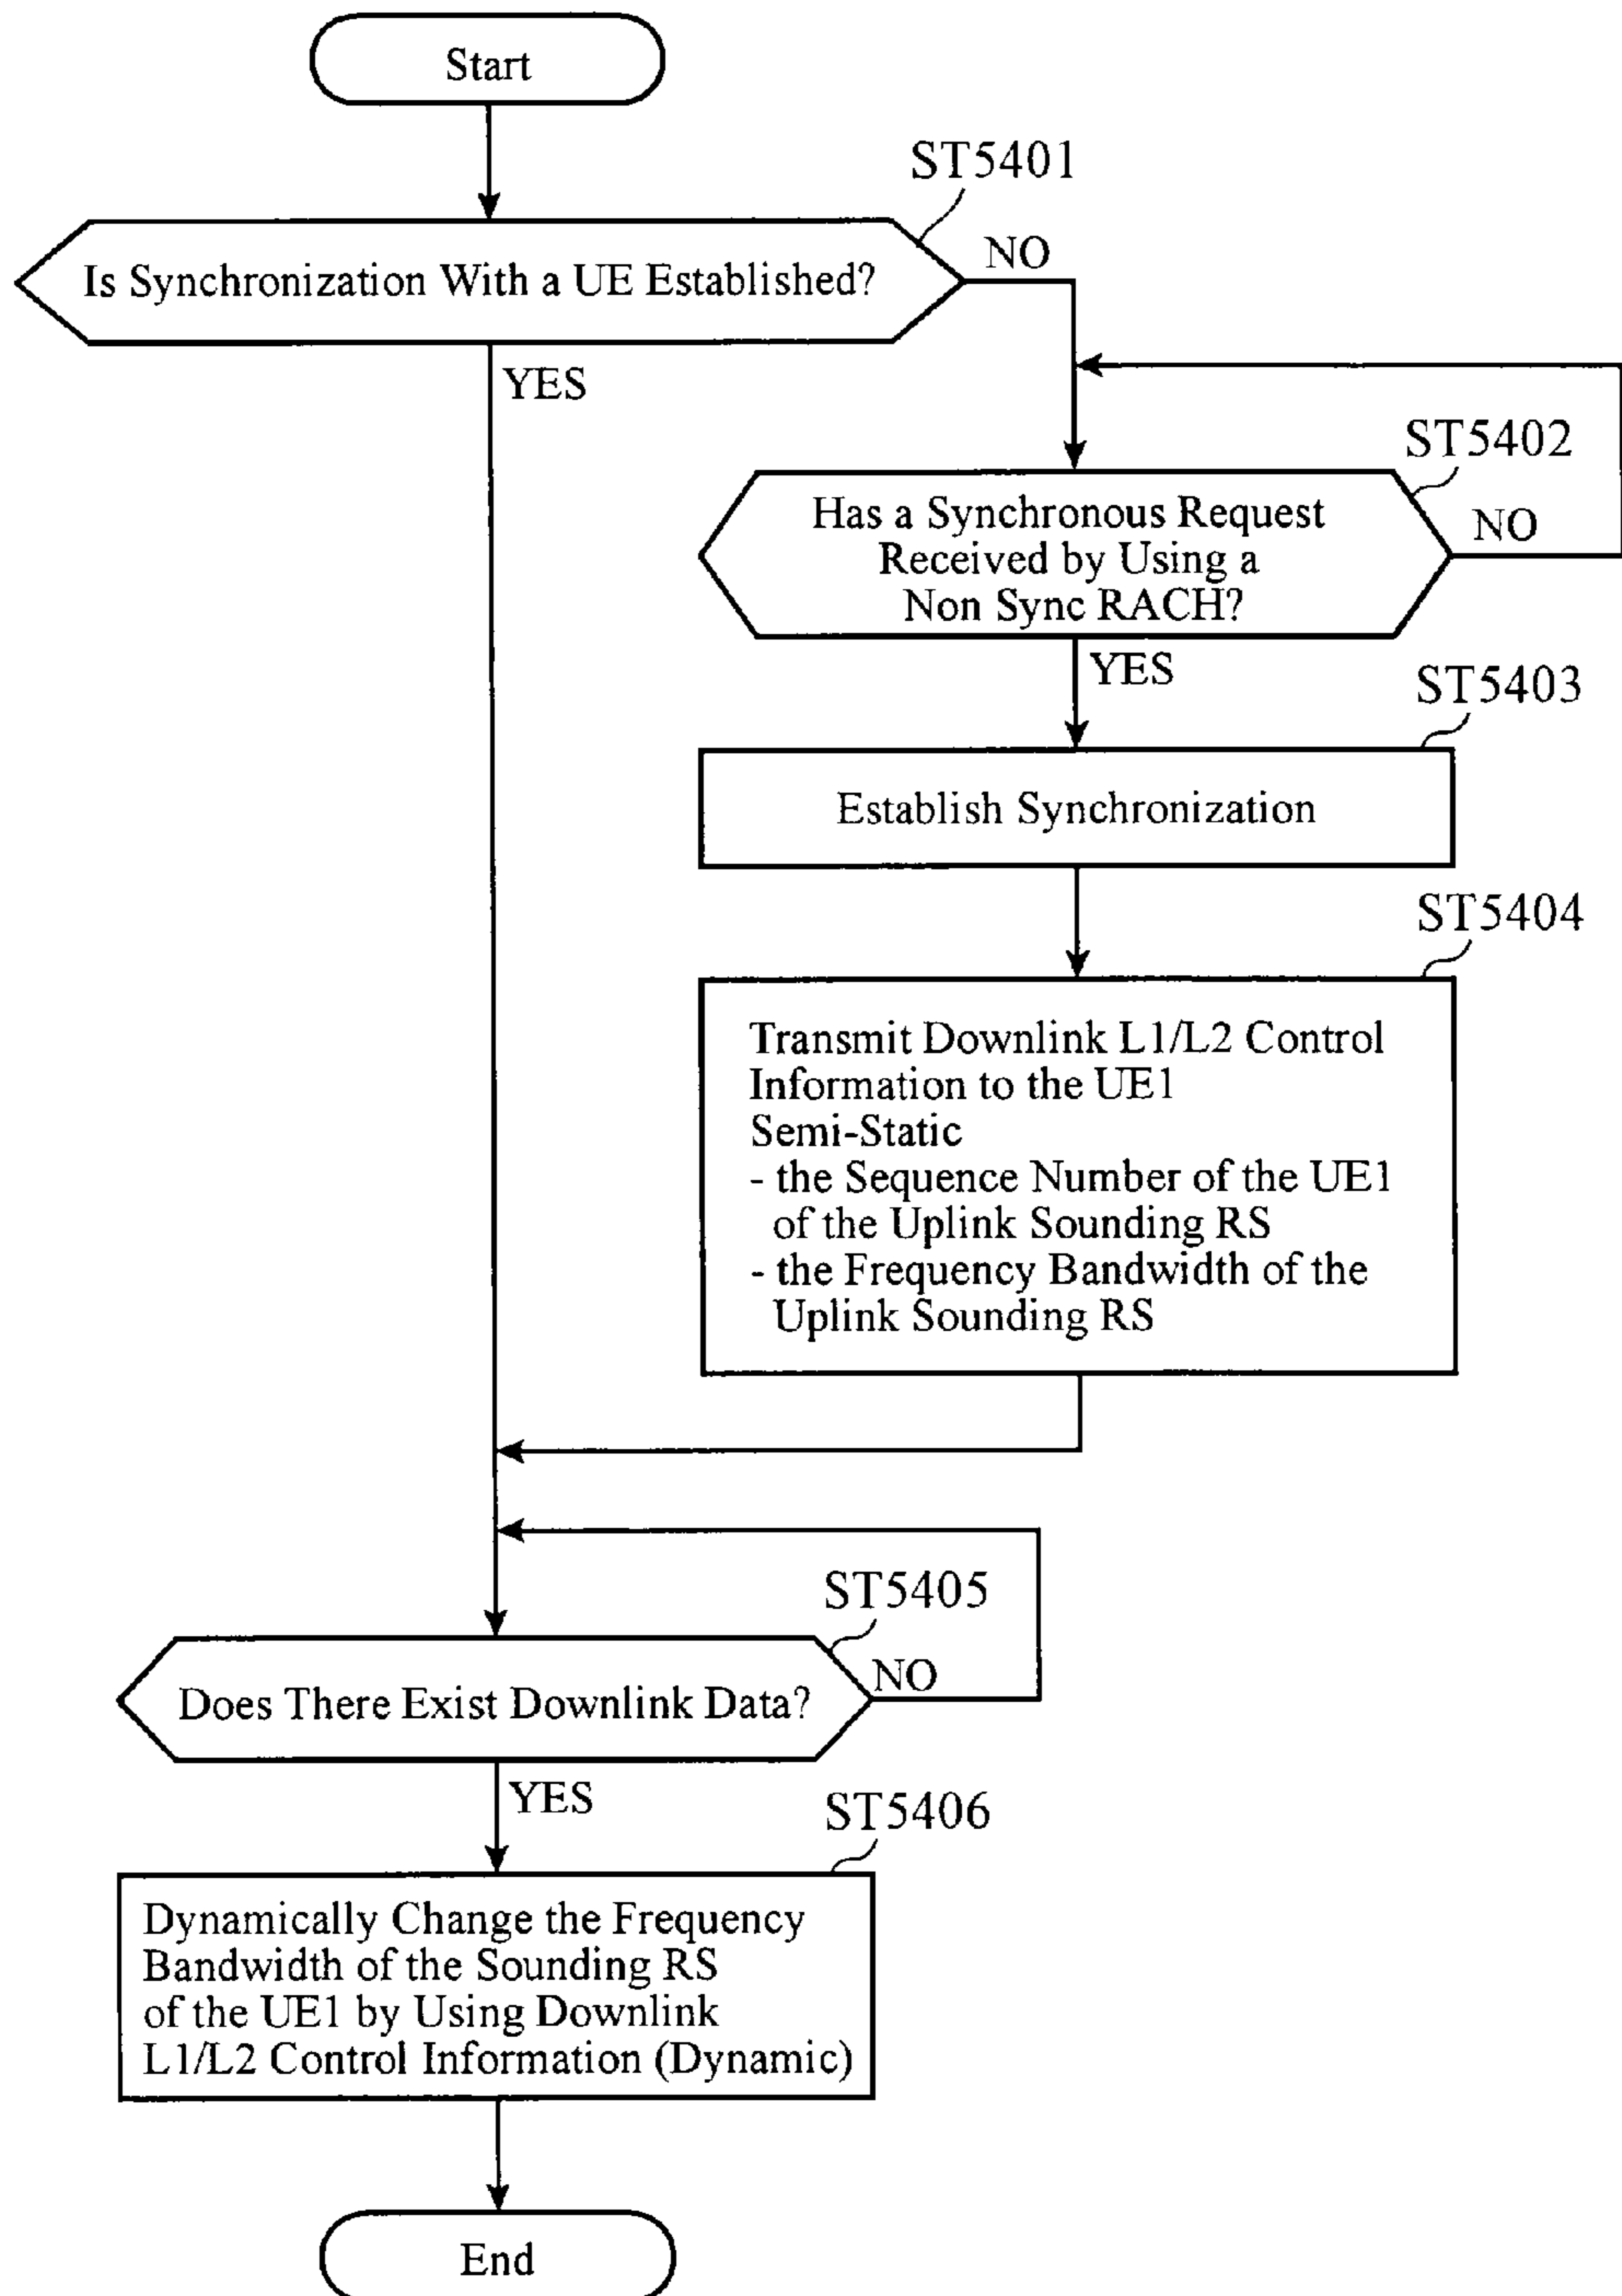 Start
ST5401
Is Synchronization With a UE Established?
NO
YES
ST5402
Has a Synchronous Request
Received by Using a
Non Sync RACH?
NO
YES
ST5403
Establish Synchronization
ST5404
Transmit Downlink L1/L2 Control
Information to the UE1
Semi-Static
- the Sequence Number of the UE1
of the Uplink Sounding RS
- the Frequency Bandwidth of the
Uplink Sounding RS
ST5405
Does There Exist Downlink Data?
NO
YES
ST5406
Dynamically Change the Frequency
Bandwidth of the Sounding RS
of the UE1 by Using Downlink
L1/L2 Control Information (Dynamic)
End